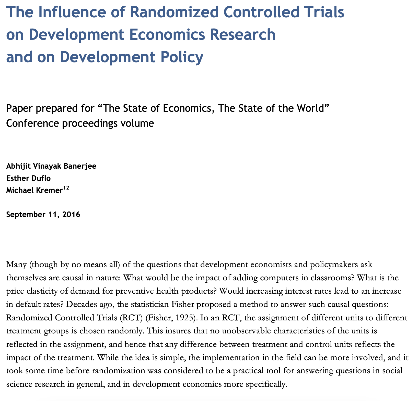 The Influence of Randomized Controlled Trials
on Development Economics Research
and on Development Policy
Paper prepared for “The State of Economics, The State of the World”
Conference proceedings volume
Abhijit Vinayak Banerjee
Esther Duflo
Michael Kremer12
September 11, 2016
Many (though by no means all) of the questions that development economists and policymakers ask
themselves are causal in nature: What would be the impact of adding computers in classrooms? What is the
price elasticity of demand for preventive health products? Would increasing interest rates lead to an increase
in default rates? Decades ago, the statistician Fisher proposed a method to answer such causal questions:
Randomized Controlled Trials (RCT) (Fisher, 1925). In an RCT, the assignment of different units to different
treatment groups is chosen randomly. This insures that no unobservable characteristics of the units is
reflected in the assignment, and hence that any difference between treatment and control units reflects the
impact of the treatment. While the idea is simple, the implementation in the field can be more involved, and it
took some time before randomization was considered to be a practical tool for answering questions in social
science research in general, and in development economics more specifically.